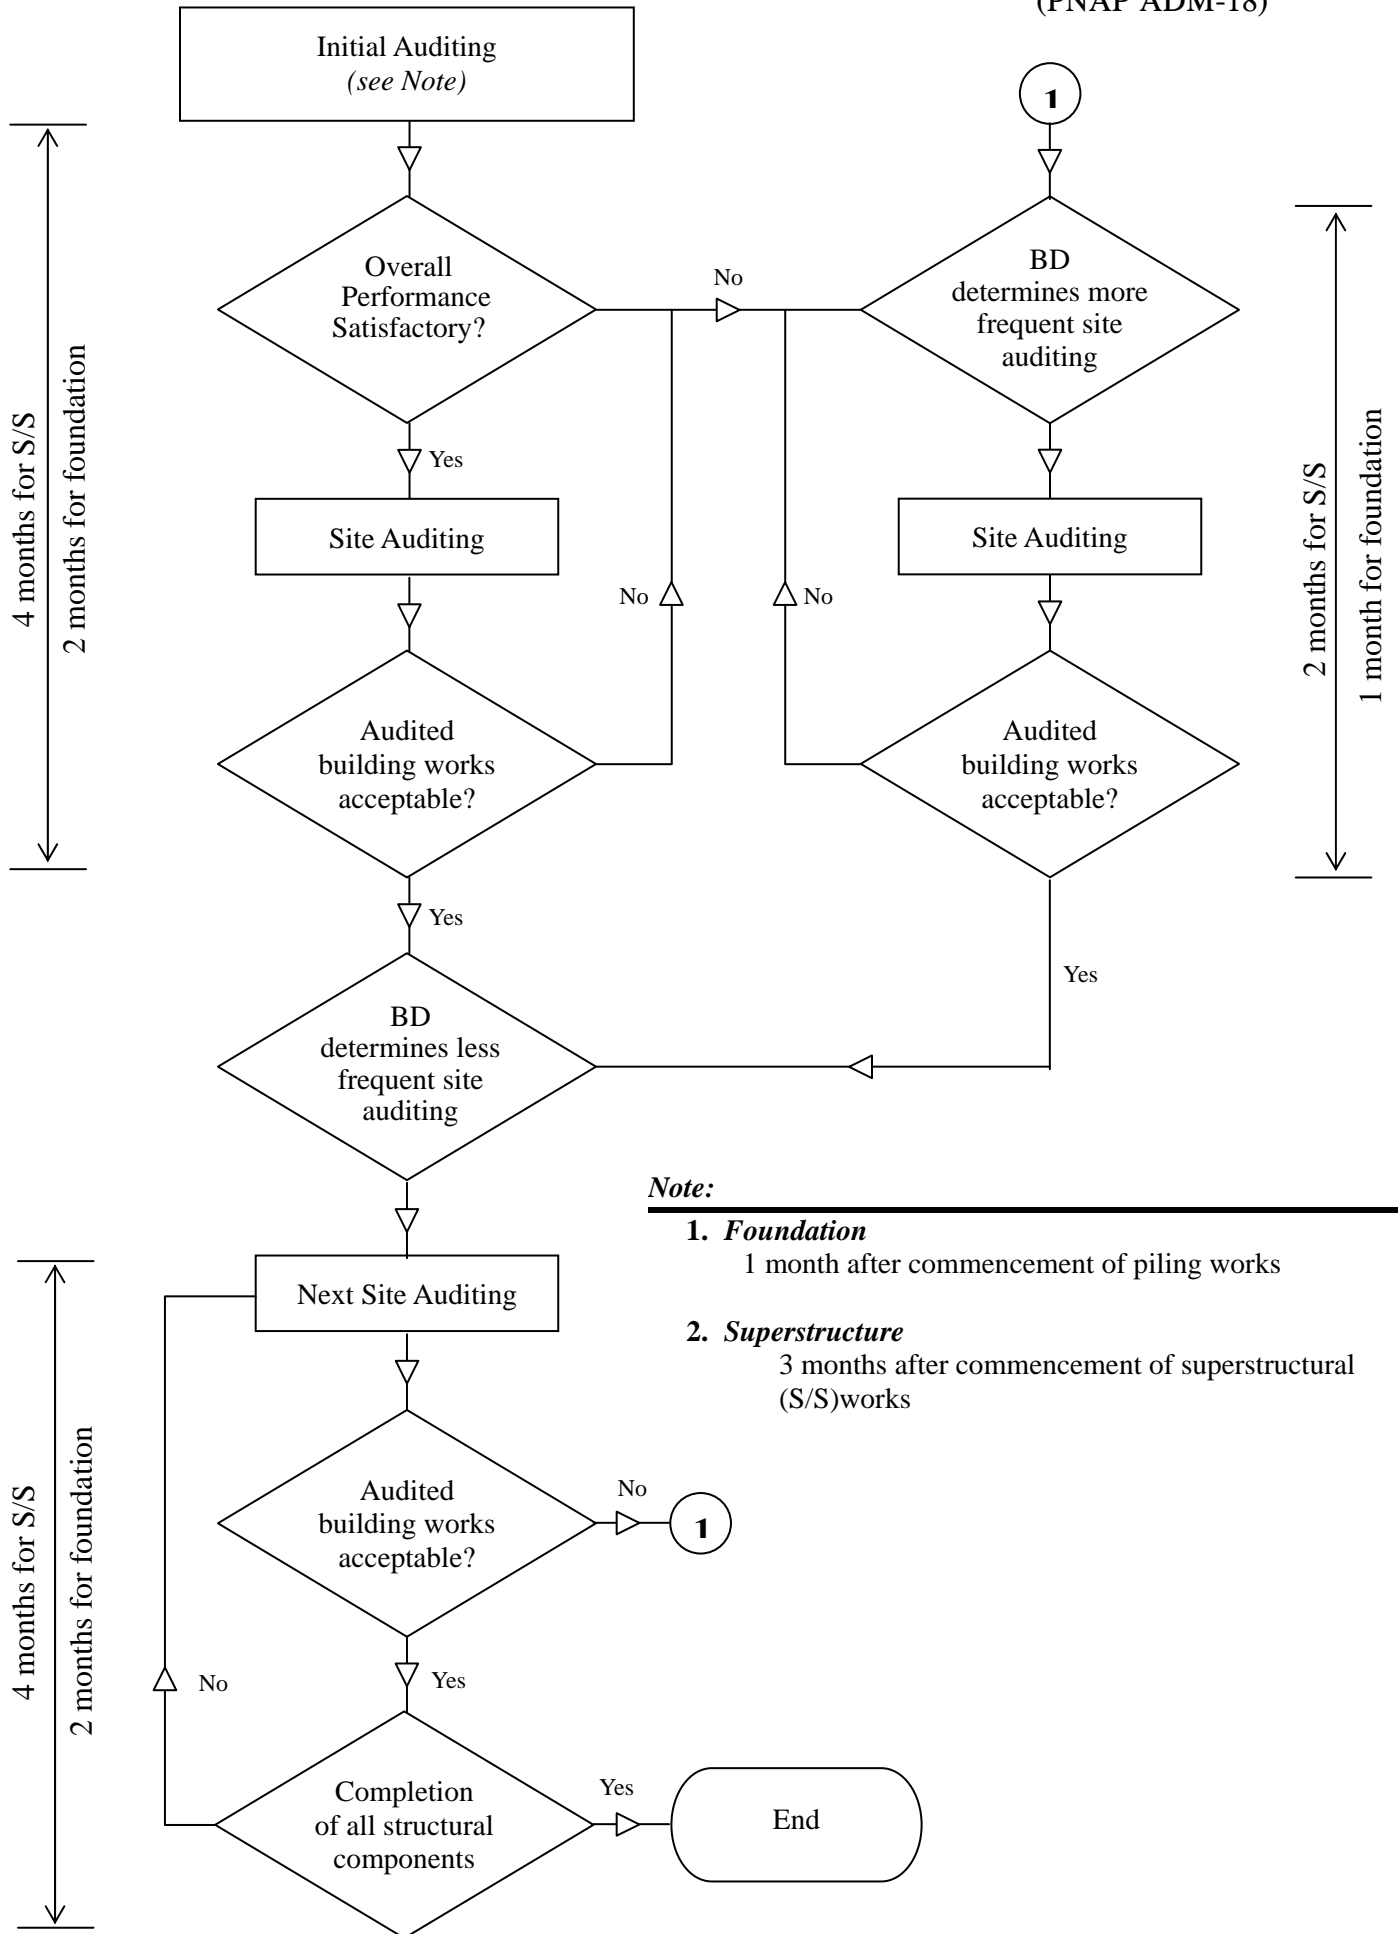 (PNAP ADM-18)
Initial Auditing
(see Note)
1
Overall
Performance
Satisfactory?
No
BD
determines more
frequent site
auditing
4 months for S/S
2 months for foundation
2 months for S/S
1 month for foundation
Yes
Site Auditing
Site Auditing
No
No
Audited
building works
acceptable?
Audited
building works
acceptable?
Yes
Yes
BD
determines less
frequent site
auditing
Note:
1. Foundation
1 month after commencement of piling works
2. Superstructure
3 months after commencement of superstructural
(S/S)works
Next Site Auditing
4 months for S/S
2 months for foundation
Audited
building works
acceptable?
No
1
Yes
No
Completion
of all structural
components
Yes
End